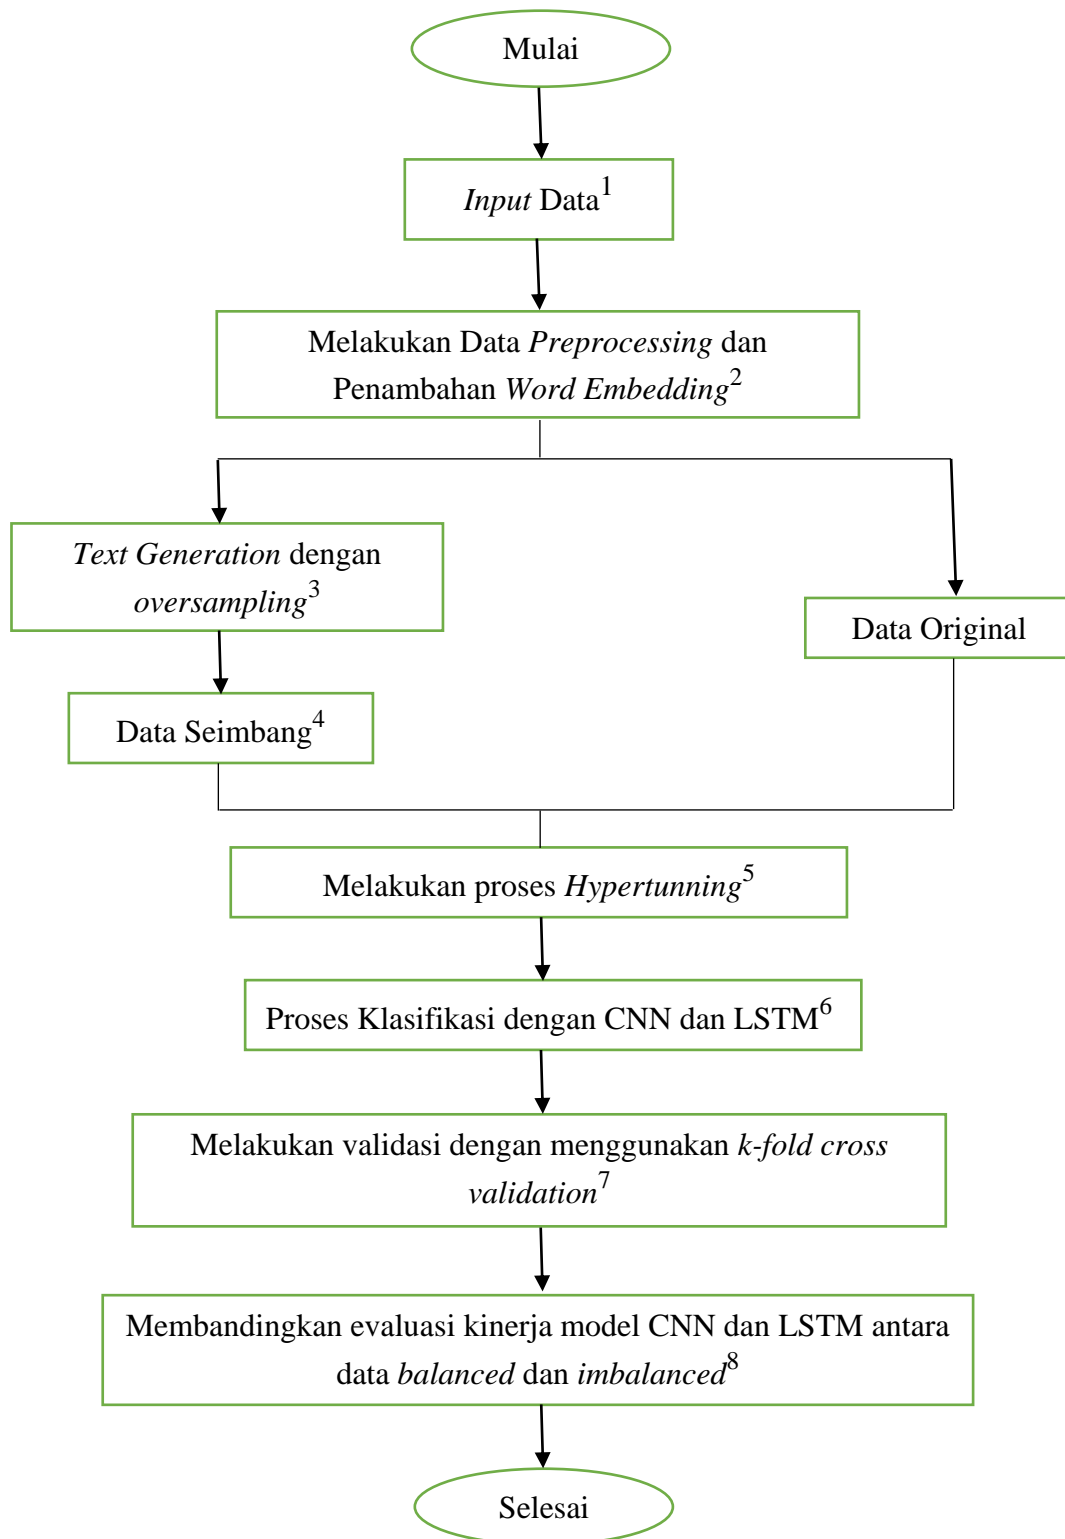 Mulai
Input Data1
Melakukan Data Preprocessing dan
Penambahan Word Embedding2
Text Generation dengan
oversampling3
Data Original
Data Seimbang4
Melakukan proses Hypertunning5
Proses Klasifikasi dengan CNN dan LSTM6
Melakukan validasi dengan menggunakan k-fold cross
validation7
Membandingkan evaluasi kinerja model CNN dan LSTM antara
data balanced dan imbalanced8
Selesai